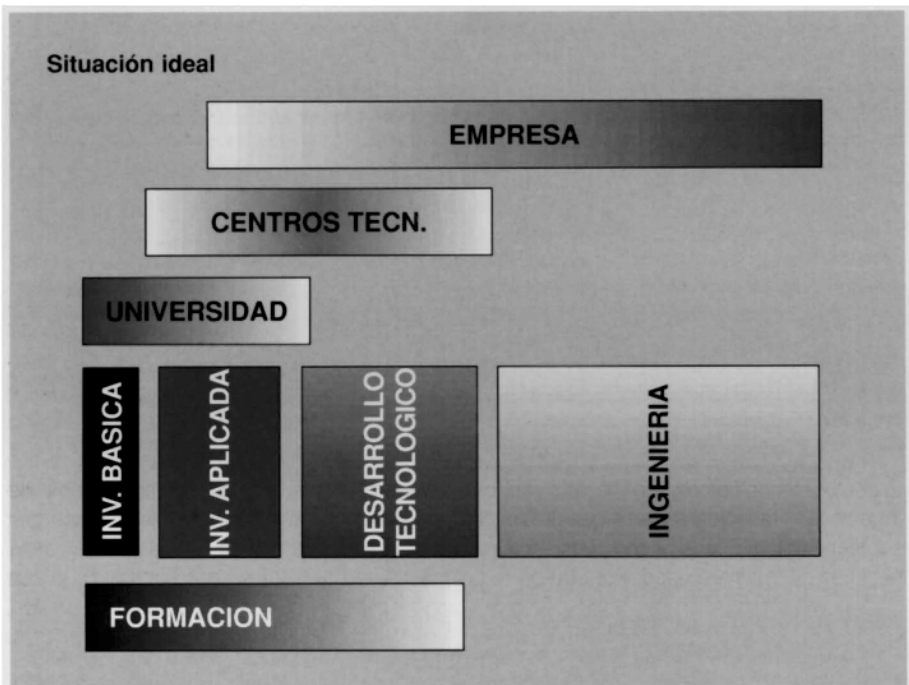 Situación ideal
EMPRESA
CENTROS TECN.
UNIVERSIDAD
INV. BASICA
INV. APLICADA
DESARROLLO
TECNOLOGICO
INGENIERIA
FORMACION